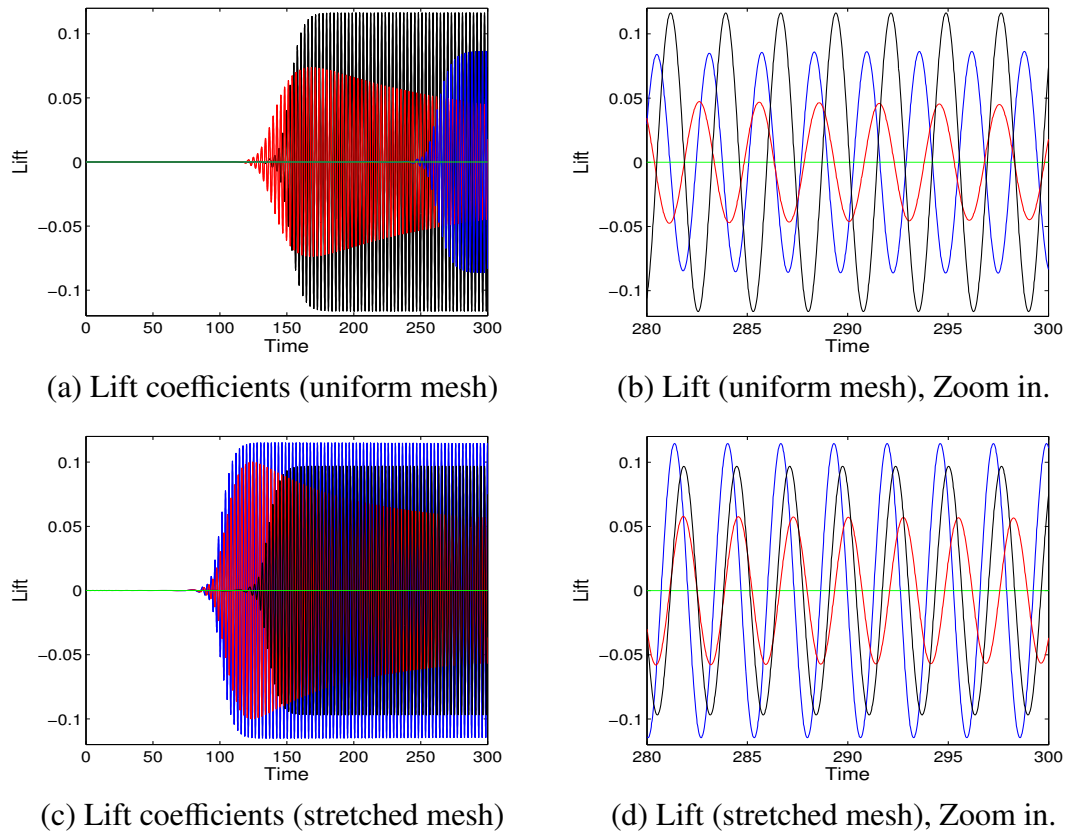 0.1
0.05
0
−0.05
−0.1
Lift
0 50 100 150 200 250 300
Time
(a) Lift coefficients (uniform mesh)
0.1
0.05
0
−0.05
−0.1
Lift
280 285 290 295 300
Time
(b) Lift (uniform mesh), Zoom in.
0.1
0.05
0
−0.05
−0.1
Lift
0 50 100 150 200 250 300
Time
(c) Lift coefficients (stretched mesh)
0.1
0.05
0
−0.05
−0.1
Lift
280 285 290 295 300
Time
(d) Lift (stretched mesh), Zoom in.